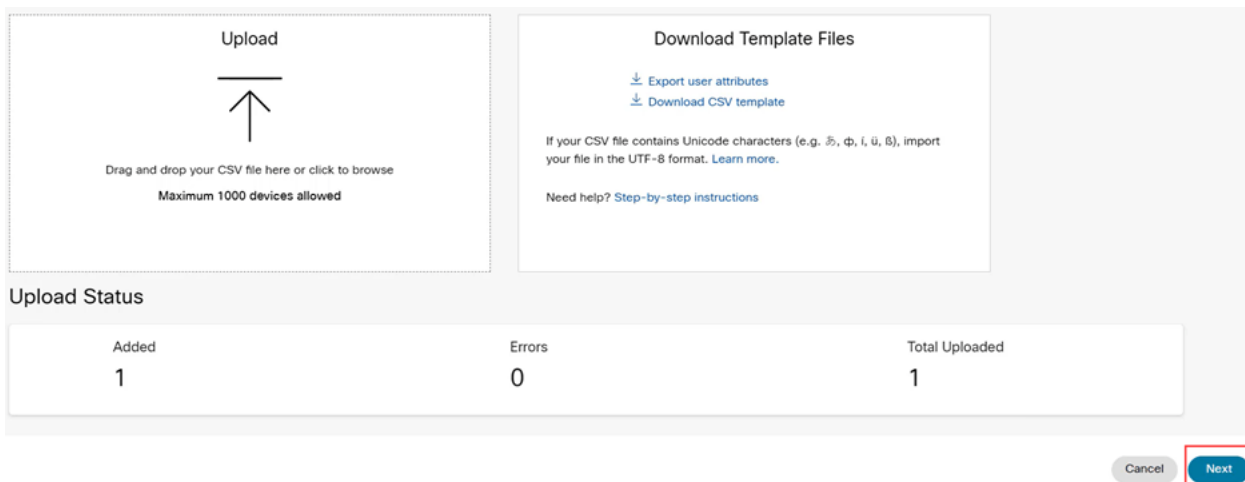 Upload
Drag and drop your CSV file here or click to browse
Maximum 1000 devices allowed
Download Template Files
Export user attributes
Download CSV template
If your CSV file contains Unicode characters (e.g. あ, ф, í, ü, ß), import
your file in the UTF-8 format. Learn more.
Need help? Step-by-step instructions
Upload Status
Added
1
Errors
0
Total Uploaded
1
Cancel
Next